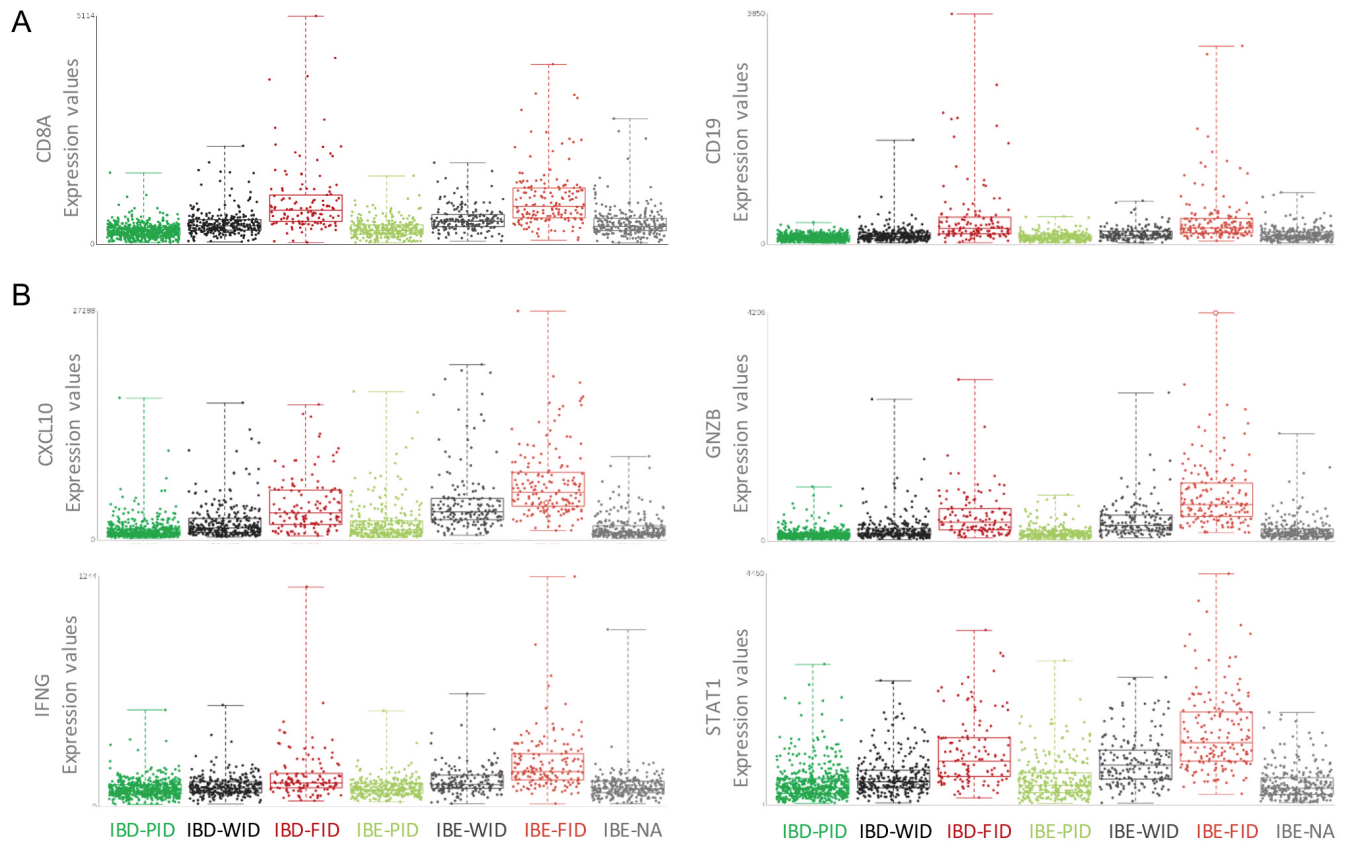 A
5114
CD8A
Expression values
0
3850
CD19
Expression values
0
B
27288
CXCL10
Expression values
0
4206
GNZB
Expression values
0
1244
IFNG
Expression values
0
4460
STAT1
Expression values
1
IBD-PID IBD-WID IBD-FID IBE-PID IBE-WID IBE-FID IBE-NA
IBD-PID IBD-WID IBD-FID IBE-PID IBE-WID IBE-FID IBE-NA